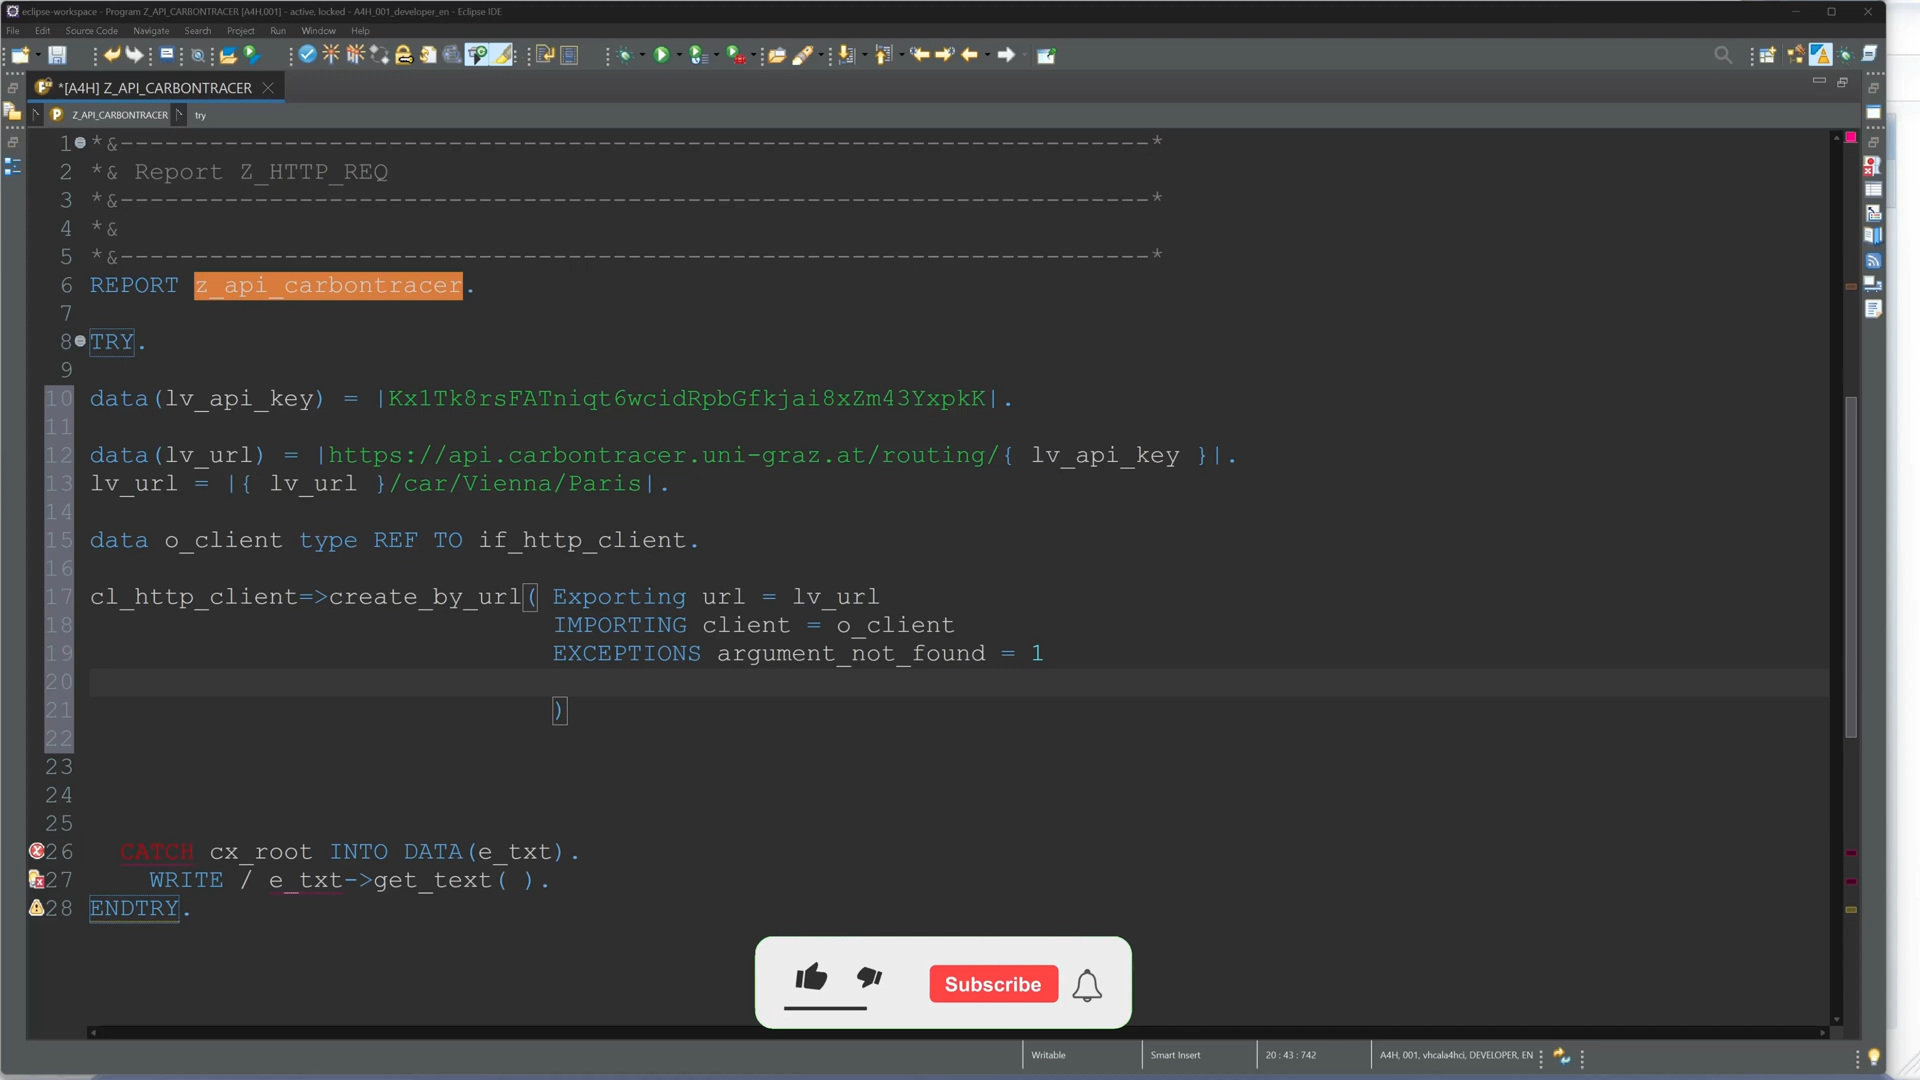 eclipse-workspace - Program Z_API_CARBONTRACER [A4H,001] - active, locked - A4H_001_developer_en - Eclipse IDE
File Edit Source Code Navigate Search Project Run Window Help
*[A4H] Z_API_CARBONTRACER
Z_API_CARBONTRACER try
1 *&---------------------------------------------------------------------*
2 *& Report Z_HTTP_REQ
3 *&---------------------------------------------------------------------*
4 *&
5 *&---------------------------------------------------------------------*
6 REPORT z_api_carbontracer.
7
8 TRY.
9
10 data(lv_api_key) = |Kx1Tk8rsFATniqt6wcidRpbGfkjai8xZm43YxpkK|.
11
12 data(lv_url) = |https://api.carbontracer.uni-graz.at/routing/{ lv_api_key }|.
13 lv_url = |{ lv_url }/car/Vienna/Paris|.
14
15 data o_client type REF TO if_http_client.
16
17 cl_http_client=>create_by_url( Exporting url = lv_url
18 IMPORTING client = o_client
19 EXCEPTIONS argument_not_found = 1
20
21 )
22
23
24
25
26 CATCH cx_root INTO DATA(e_txt).
27 WRITE / e_txt->get_text( ).
28 ENDTRY.
Subscribe
Writable Smart Insert 20 : 43 : 742 A4H, 001, vhcala4hci, DEVELOPER, EN